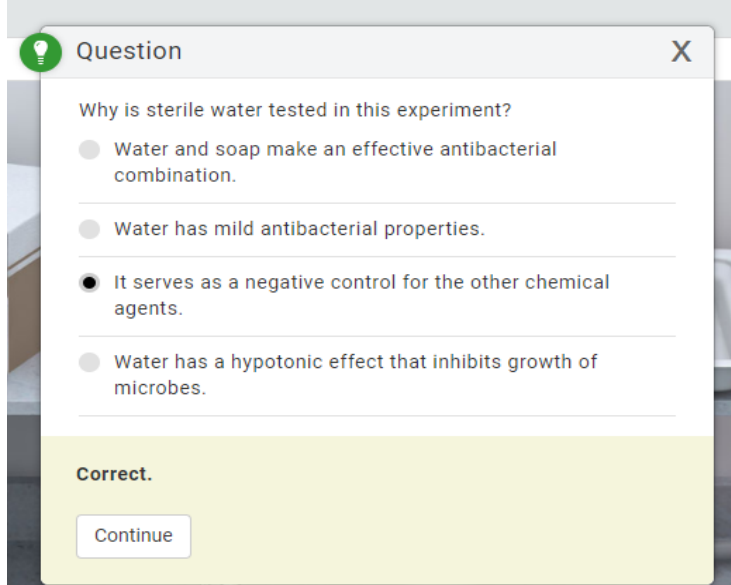 Question
X
Why is sterile water tested in this experiment?
Water and soap make an effective antibacterial
combination.
Water has mild antibacterial properties.
It serves as a negative control for the other chemical
agents.
Water has a hypotonic effect that inhibits growth of
microbes.
Correct.
Continue